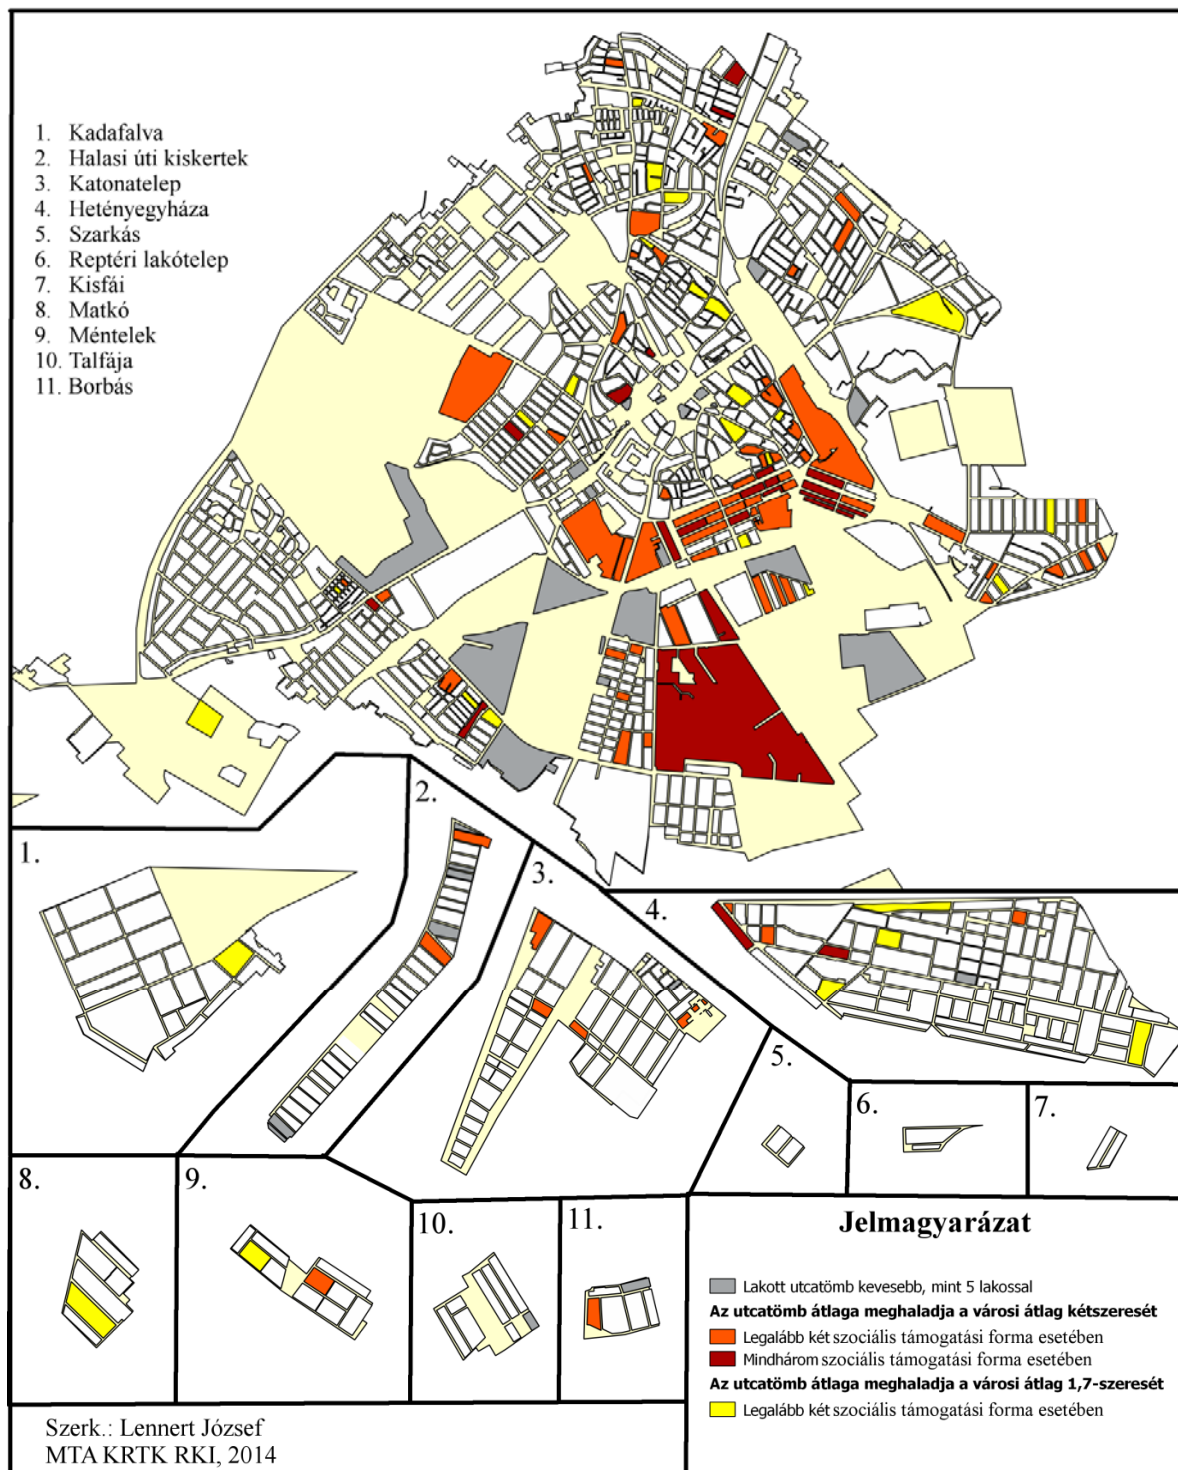 1. Kadafalva
2. Halasi úti kiskertek
3. Katonatelep
4. Hetényegyháza
5. Szarkás
6. Reptéri lakótelep
7. Kisfái
8. Matkó
9. Méntelek
10. Talfája
11. Borbás
1.
2.
3.
4.
5.
6.
7.
8.
9.
10.
11.
Jelmagyarázat
Lakott utcatömb kevesebb, mint 5 lakossal
Az utcatömb átlaga meghaladja a városi átlag kétszeresét
Legalább két szociális támogatási forma esetében
Mindhárom szociális támogatási forma esetében
Az utcatömb átlaga meghaladja a városi átlag 1,7-szeresét
Legalább két szociális támogatási forma esetében
Szerk.: Lennert József
MTA KRTK RKI, 2014